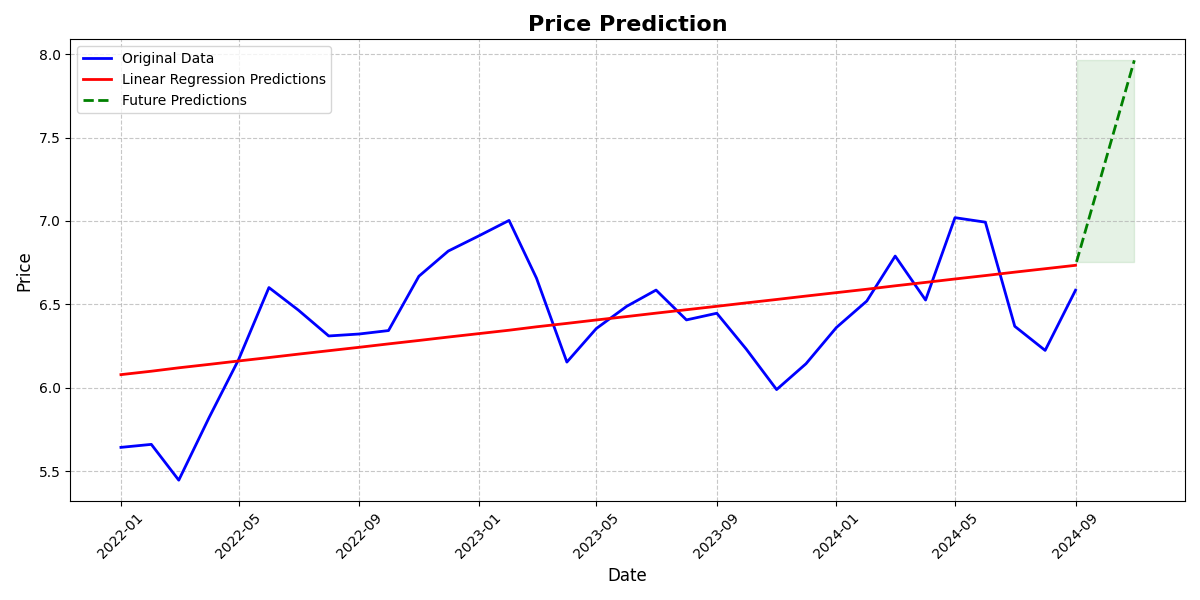 Price Prediction
Original Data
Linear Regression Predictions
Future Predictions
Price
8.0
7.5
7.0
6.5
6.0
5.5
2022-01
2022-05
2022-09
2023-01
2023-05
2023-09
2024-01
2024-05
2024-09
Date